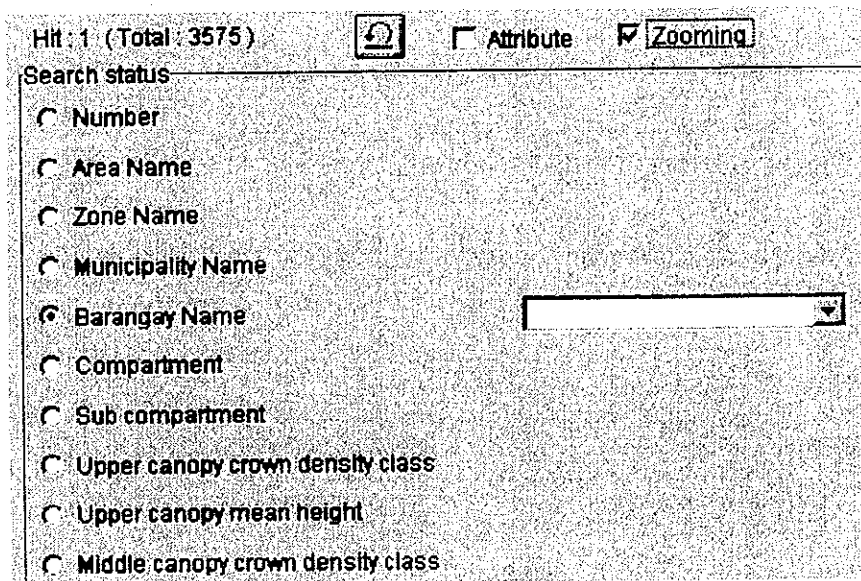 Hit : 1 (Total : 3575) Attribute Zooming
Search status
Number
Area Name
Zone Name
Municipality Name
Barangay Name
Compartment
Sub compartment
Upper canopy crown density class
Upper canopy mean height
Middle canopy crown density class